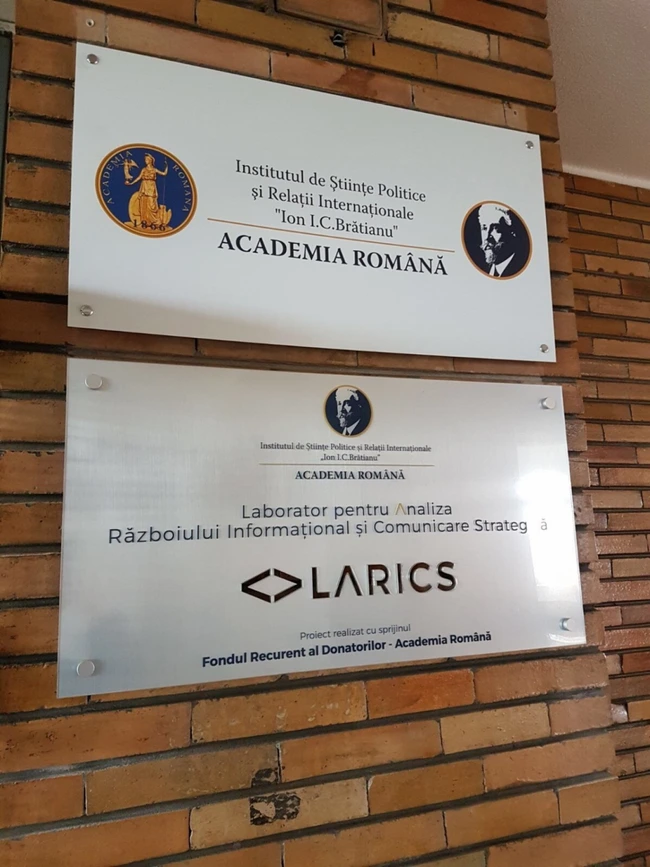 ACADEMIA ROMANA
1866
Institutul de Științe Politice
și Relații Internaționale
"Ion I.C.Brătianu"
ACADEMIA ROMÂNĂ
Institutul de Științe Politice și Relații Internaționale
„Ion I.C.Brătianu"
ACADEMIA ROMÂNĂ
Laborator pentru Analiza
Războiului Informațional și Comunicare Strategică
<> LARICS
Proiect realizat cu sprijinul
Fondul Recurent al Donatorilor - Academia Română